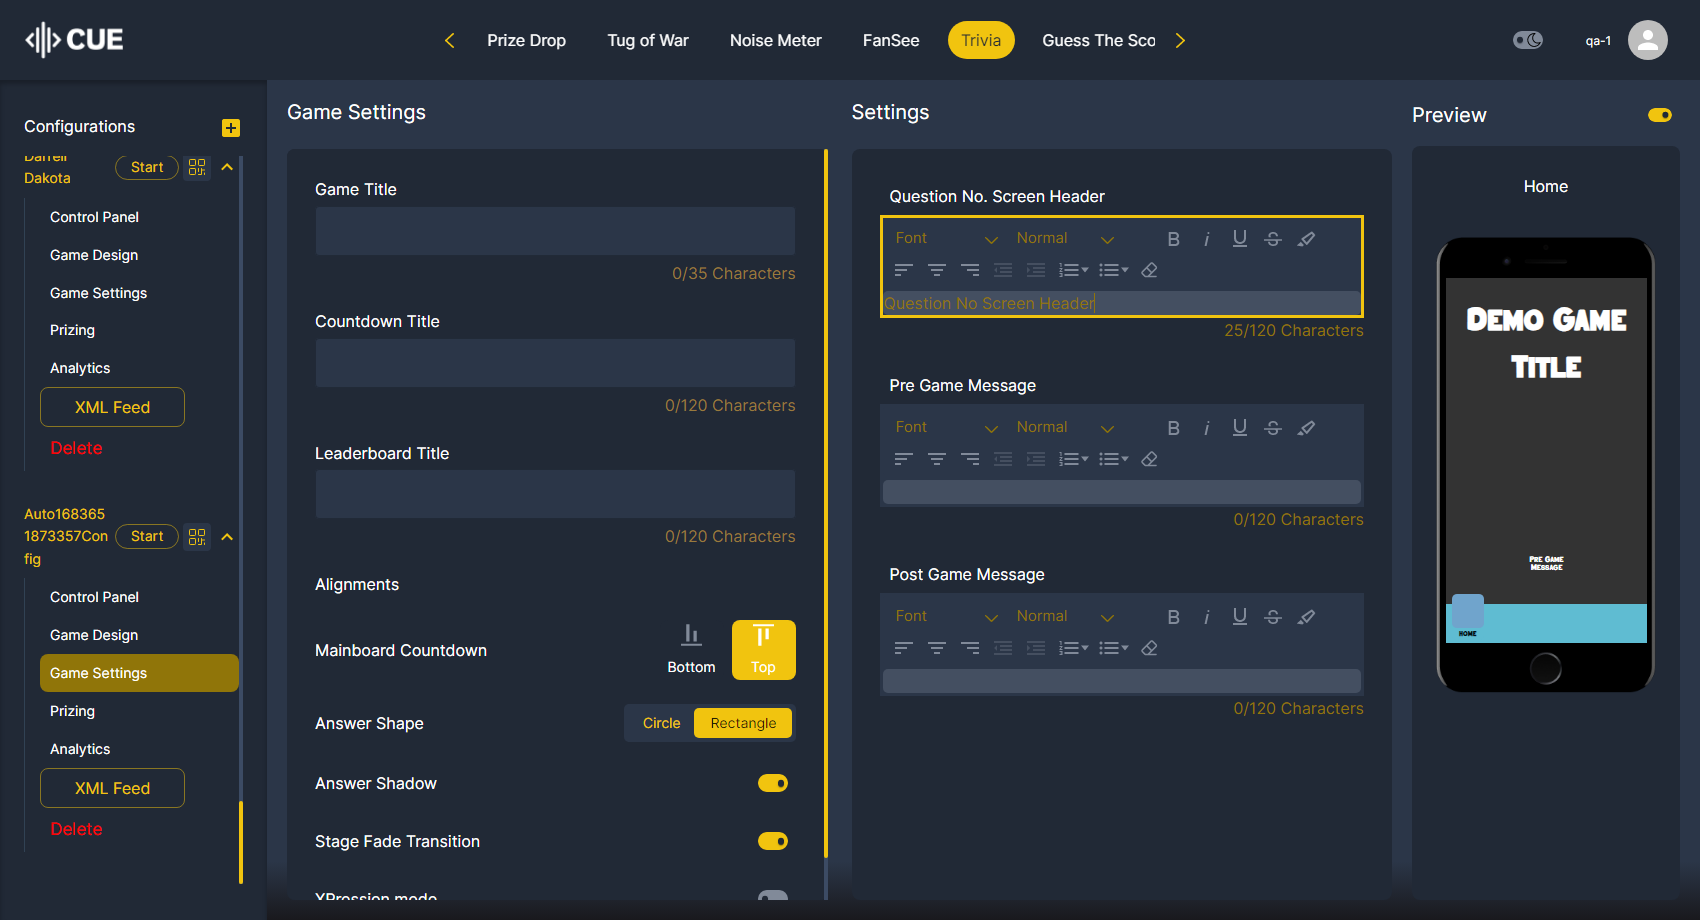 CUE
Prize Drop
Tug of War
Noise Meter
FanSee
Trivia
Guess The Sco
qa-1
Configurations
Darrell
Dakota
Start
Control Panel
Game Design
Game Settings
Prizing
Analytics
XML Feed
Delete
Auto168365
1873357Con
fig
Start
Control Panel
Game Design
Game Settings
Prizing
Analytics
XML Feed
Delete
Game Settings
Game Title
0/35 Characters
Countdown Title
0/120 Characters
Leaderboard Title
0/120 Characters
Alignments
Mainboard Countdown
Bottom
Top
Answer Shape
Circle
Rectangle
Answer Shadow
Stage Fade Transition
XPression mode
Settings
Question No. Screen Header
Font
Normal
Question No Screen Header
25/120 Characters
Pre Game Message
Font
Normal
0/120 Characters
Post Game Message
Font
Normal
0/120 Characters
Preview
Home
Demo Game
Title
Pre Game
Message
HOME